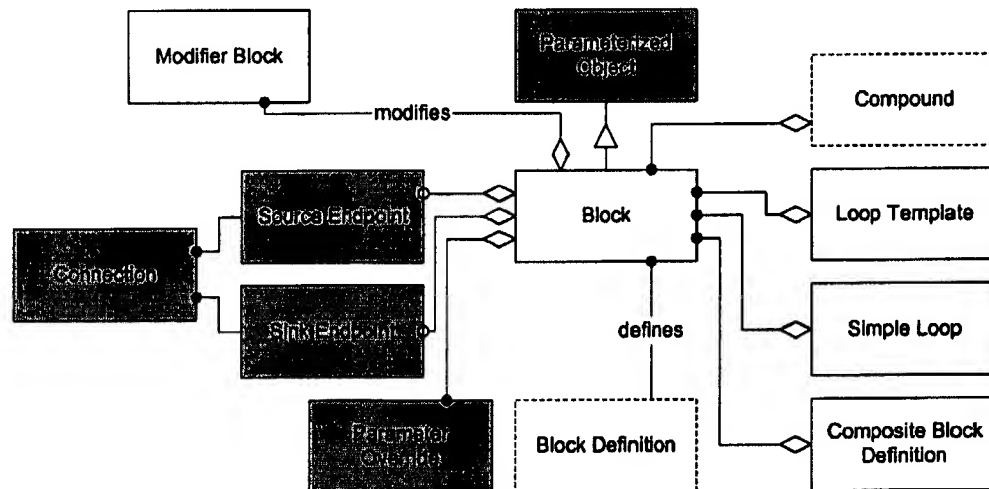 Modifier Block
Parameterized
Object
Compound
modifies
Source Endpoint
Block
Loop Template
Connection
Sink Endpoint
defines
Simple Loop
Block Definition
Composite Block
Definition
Override